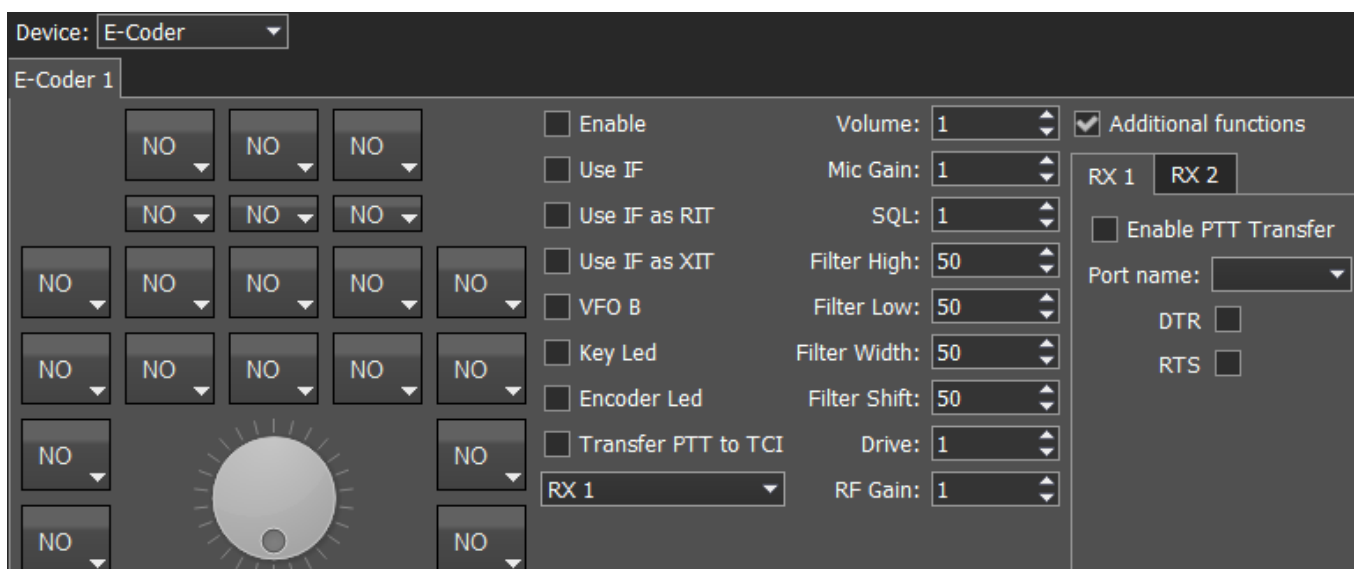 Device: E-Coder
E-Coder 1
NO NO NO
NO NO NO
NO NO NO NO NO
NO NO NO NO NO
NO NO
NO NO
Enable
Use IF
Use IF as RIT
Use IF as XIT
VFO B
Key Led
Encoder Led
Transfer PTT to TCI
RX 1
Volume: 1
Mic Gain: 1
SQL: 1
Filter High: 50
Filter Low: 50
Filter Width: 50
Filter Shift: 50
Drive: 1
RF Gain: 1
Additional functions
RX 1 RX 2
Enable PTT Transfer
Port name:
DTR
RTS